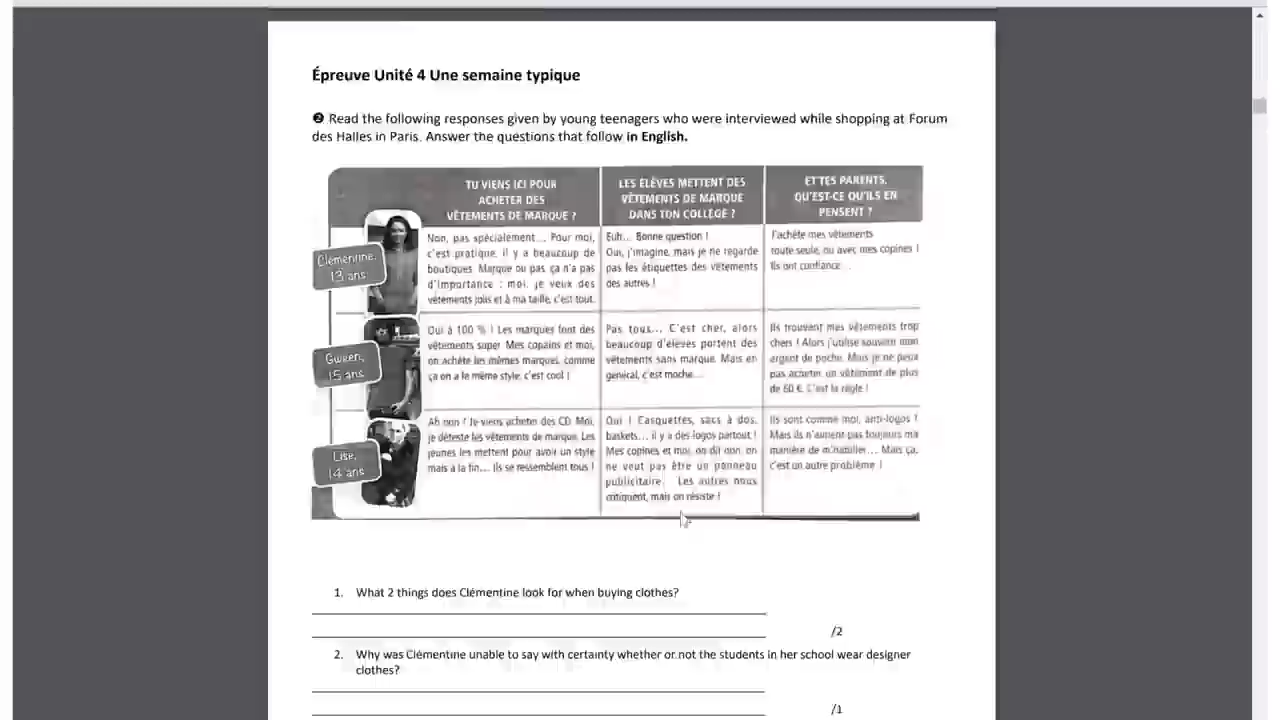 Épreuve Unité 4 Une semaine typique
❷ Read the following responses given by young teenagers who were interviewed while shopping at Forum
des Halles in Paris. Answer the questions that follow in English.
TU VIENS ICI POUR
ACHETER DES
VÊTEMENTS DE MARQUE ?
LES ÉLÈVES METTENT DES
VÊTEMENTS DE MARQUE
DANS TON COLLÈGE ?
ET TES PARENTS,
QU'EST-CE QU'ILS EN
PENSENT ?
Clémentine,
13 ans
Non, pas spécialement... Pour moi,
c'est pratique, il y a beaucoup de
boutiques. Marque ou pas, ça n'a pas
d'importance : moi, je veux des
vêtements jolis et à ma taille, c'est tout.
Euh... Bonne question !
Oui, j'imagine, mais je ne regarde
pas les étiquettes des vêtements
des autres !
J'achète mes vêtements
toute seule, ou avec mes copines !
Ils ont confiance...
Gwen,
15 ans
Oui à 100 % ! Les marques font des
vêtements super. Mes copains et moi,
on achète les mêmes marques, comme
ça on a le même style, c'est cool !
Pas tous... C'est cher, alors
beaucoup d'élèves portent des
vêtements sans marque. Mais en
général, c'est moche...
Ils trouvent mes vêtements trop
chers ! Alors j'utilise souvent mon
argent de poche. Mais je ne peux
pas acheter un vêtement de plus
de 60 €. C'est la règle !
Lise,
14 ans
Ah non ! Je viens acheter des CD. Moi,
je déteste les vêtements de marque. Les
jeunes les mettent pour avoir un style
mais à la fin... Ils se ressemblent tous !
Oui ! Casquettes, sacs à dos,
baskets... il y a des logos partout !
Mes copines et moi, on dit non, on
ne veut pas être un panneau
publicitaire. Les autres nous
critiquent, mais on résiste !
Ils sont comme moi, anti-logos !
Mais ils n'aiment pas toujours ma
manière de m'habiller... Mais ça,
c'est un autre problème !
1. What 2 things does Clémentine look for when buying clothes?
/2
2. Why was Clémentine unable to say with certainty whether or not the students in her school wear designer
clothes?
/1